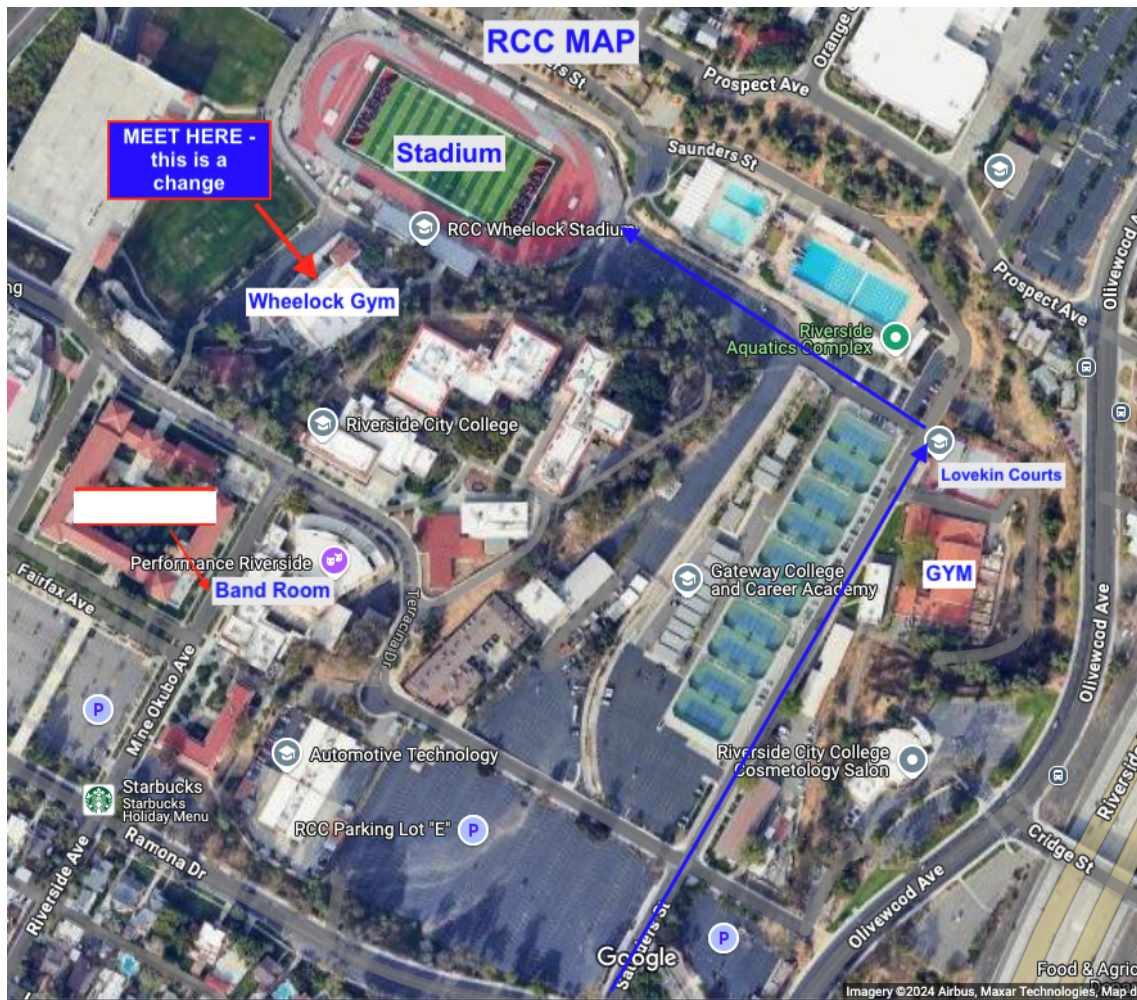 RCC MAP
Prospect Ave
Saunders St
MEET HERE -
this is a
change
Stadium
RCC Wheelock Stadium
Wheelock Gym
Prospect Ave
Olivewood A
Riverside
Aquatics Complex
Riverside City College
Lovekin Courts
Performance Riverside
Band Room
Gateway College
and Career Academy
GYM
Fairfax Ave
Terracina Dr
Olivewood Ave
Mine Okubo Ave
P
Automotive Technology
Riverside City College
Cosmetology Salon
Starbucks
Starbucks
Holiday Menu
RCC Parking Lot "E"
P
Ramona Dr
Riverside Ave
Cridge St
Riverside
Saunders St
P
Olivewood Ave
Google
Food & Agric
Imagery ©2024 Airbus, Maxar Technologies, Map d